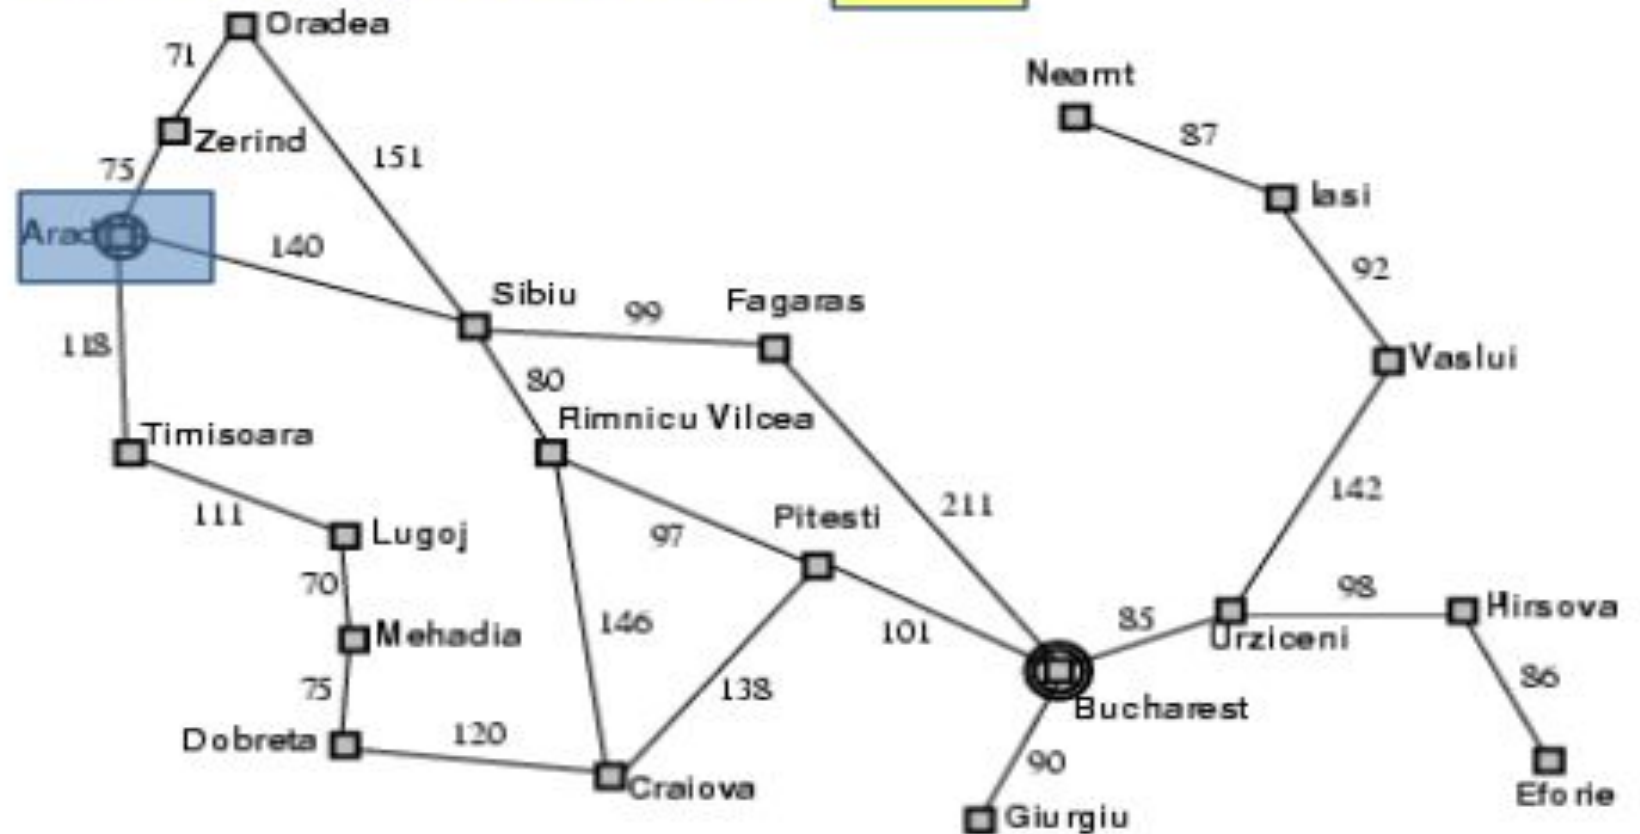 Oradea
71
Neamt
87
Zerind
151
75
Iasi
Arad
140
92
Sibiu
Fagaras
99
118
Vaslui
80
Rimnicu Vilcea
Timisoara
142
211
111
Pitesti
Lugoj
97
70
98
Hirsova
146
85
Mehadia
101
Urziceni
86
75
138
Bucharest
Dobreta
120
90
Craiova
Eforie
Giurgiu